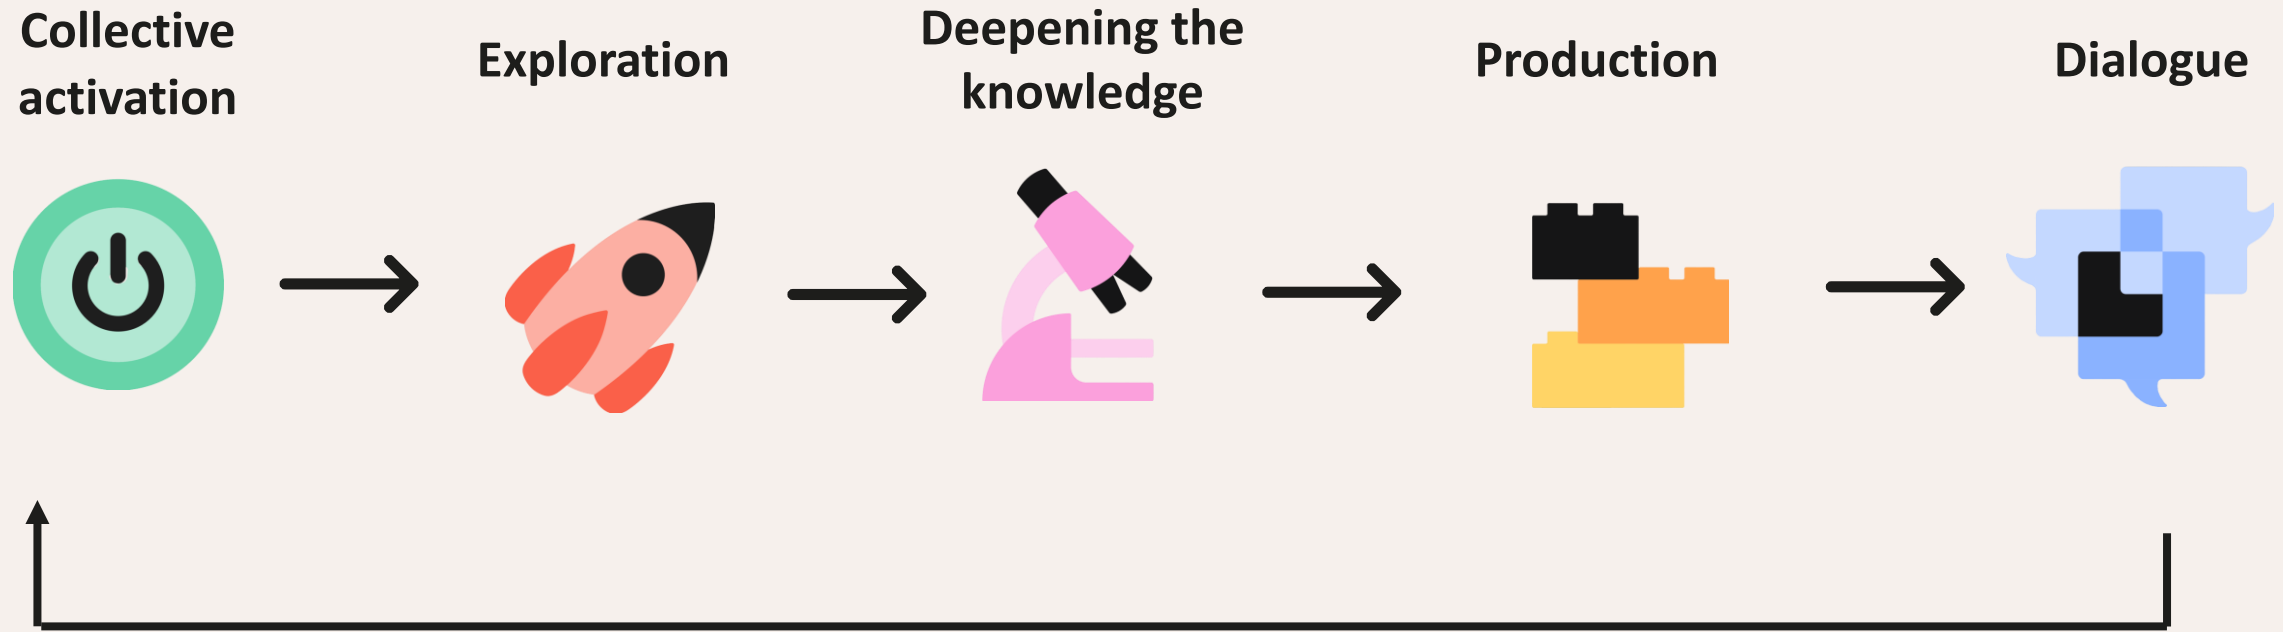 Collective
activation
Exploration
Deepening the
knowledge
Production
Dialogue